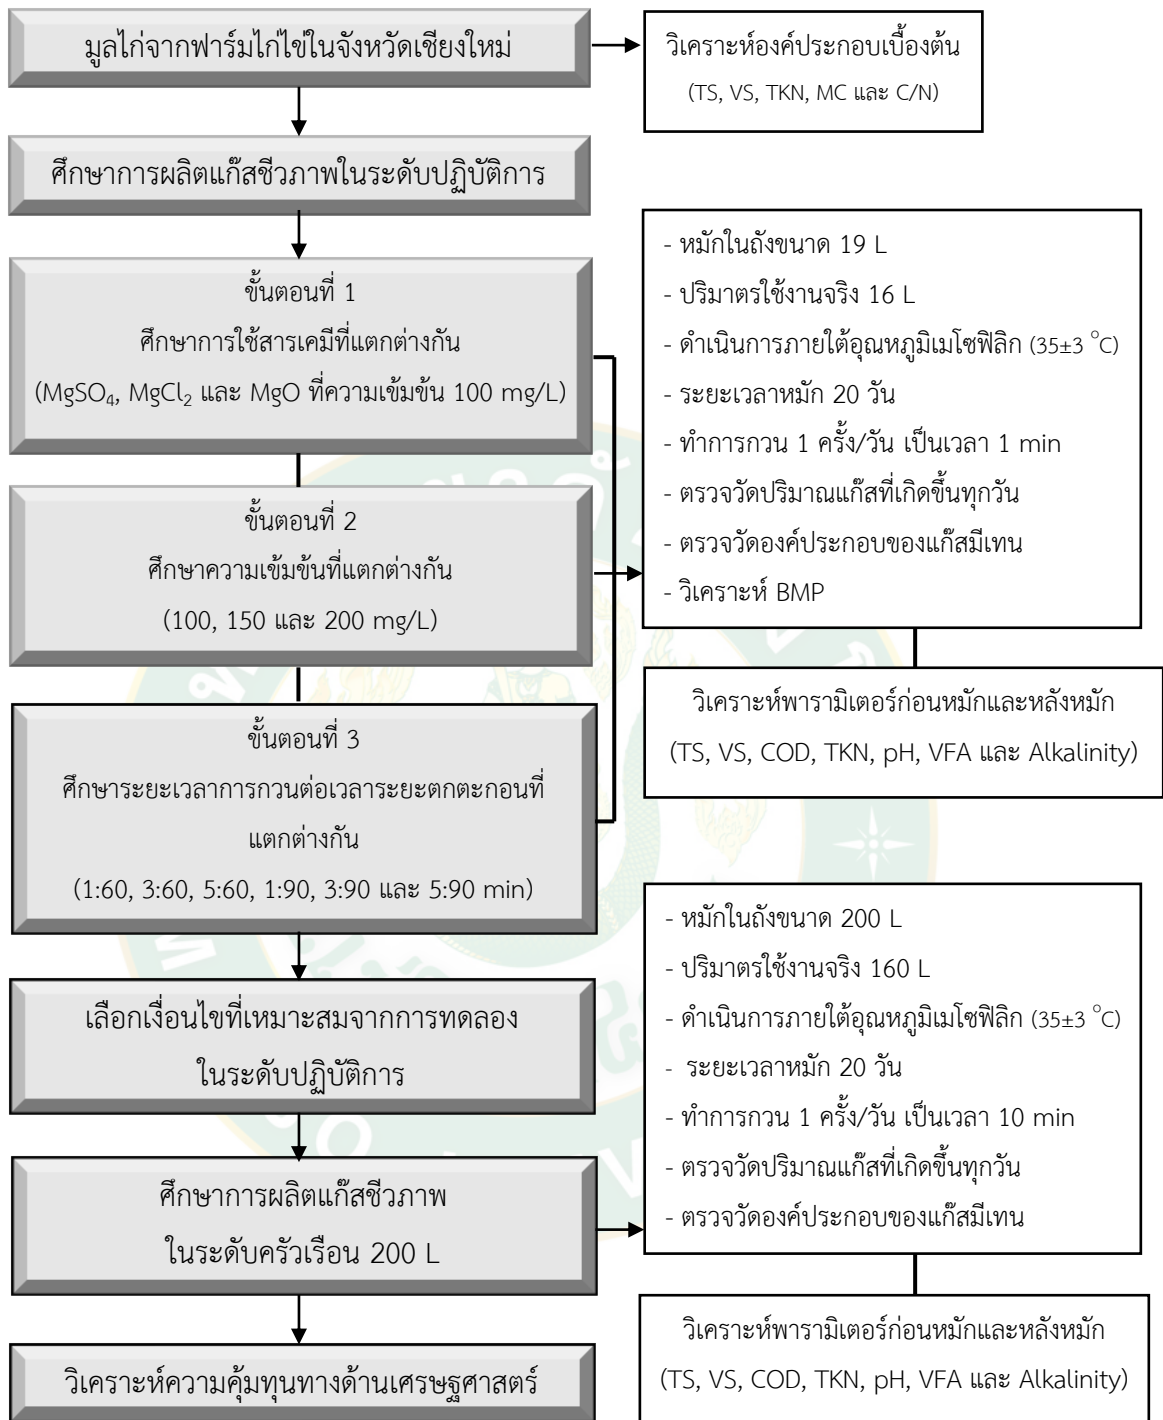 มูลไก่จากฟาร์มไก่ไข่ในจังหวัดเชียงใหม่
วิเคราะห์องค์ประกอบเบื้องต้น
(TS, VS, TKN, MC และ C/N)
ศึกษาการผลิตแก๊สชีวภาพในระดับปฏิบัติการ
ขั้นตอนที่ 1
ศึกษาการใช้สารเคมีที่แตกต่างกัน
(MgSO₄, MgCl₂ และ MgO ที่ความเข้มข้น 100 mg/L)
ขั้นตอนที่ 2
ศึกษาความเข้มข้นที่แตกต่างกัน
(100, 150 และ 200 mg/L)
ขั้นตอนที่ 3
ศึกษาระยะเวลาการกวนต่อเวลาระยะตกตะกอนที่
แตกต่างกัน
(1:60, 3:60, 5:60, 1:90, 3:90 และ 5:90 min)
- หมักในถังขนาด 19 L
- ปริมาตรใช้งานจริง 16 L
- ดำเนินการภายใต้อุณหภูมิเมโซฟิลิก (35±3 °C)
- ระยะเวลาหมัก 20 วัน
- ทำการกวน 1 ครั้ง/วัน เป็นเวลา 1 min
- ตรวจวัดปริมาณแก๊สที่เกิดขึ้นทุกวัน
- ตรวจวัดองค์ประกอบของแก๊สมีเทน
- วิเคราะห์ BMP
วิเคราะห์พารามิเตอร์ก่อนหมักและหลังหมัก
(TS, VS, COD, TKN, pH, VFA และ Alkalinity)
เลือกเงื่อนไขที่เหมาะสมจากการทดลอง
ในระดับปฏิบัติการ
ศึกษาการผลิตแก๊สชีวภาพ
ในระดับครัวเรือน 200 L
- หมักในถังขนาด 200 L
- ปริมาตรใช้งานจริง 160 L
- ดำเนินการภายใต้อุณหภูมิเมโซฟิลิก (35±3 °C)
- ระยะเวลาหมัก 20 วัน
- ทำการกวน 1 ครั้ง/วัน เป็นเวลา 10 min
- ตรวจวัดปริมาณแก๊สที่เกิดขึ้นทุกวัน
- ตรวจวัดองค์ประกอบของแก๊สมีเทน
วิเคราะห์พารามิเตอร์ก่อนหมักและหลังหมัก
(TS, VS, COD, TKN, pH, VFA และ Alkalinity)
วิเคราะห์ความคุ้มทุนทางด้านเศรษฐศาสตร์